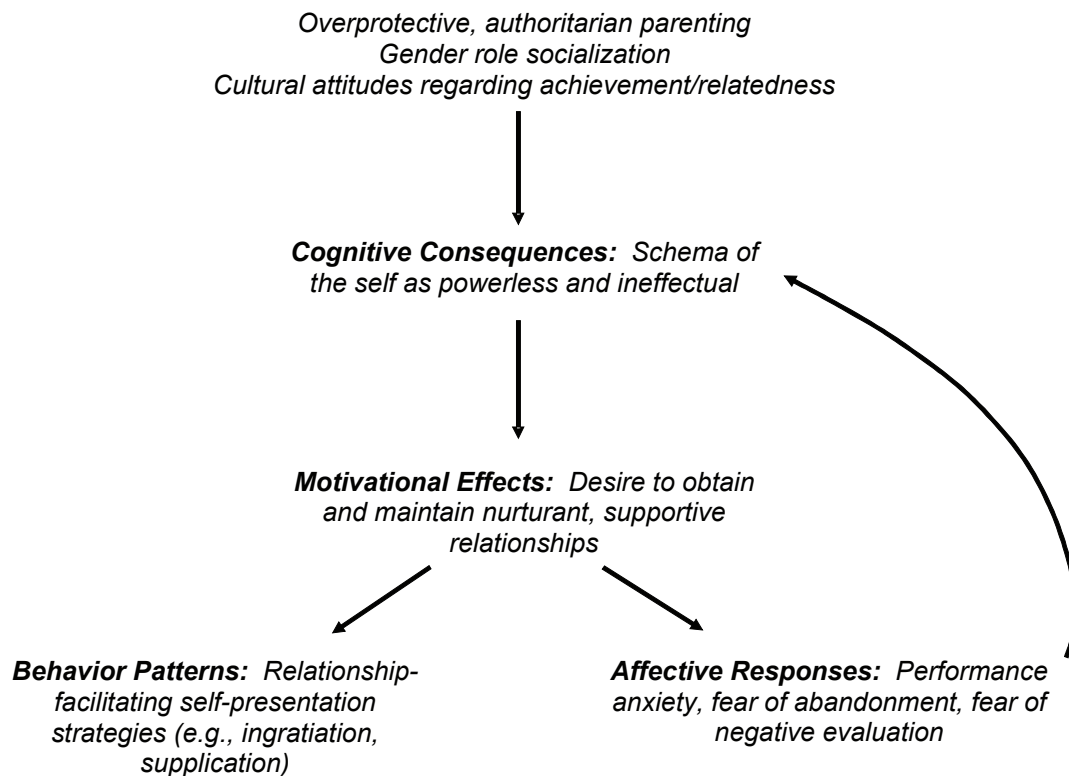 Overprotective, authoritarian parenting
Gender role socialization
Cultural attitudes regarding achievement/relatedness
Cognitive Consequences: Schema of
the self as powerless and ineffectual
Motivational Effects: Desire to obtain
and maintain nurturant, supportive
relationships
Behavior Patterns: Relationship-
facilitating self-presentation
strategies (e.g., ingratiation,
supplication)
Affective Responses: Performance
anxiety, fear of abandonment, fear of
negative evaluation